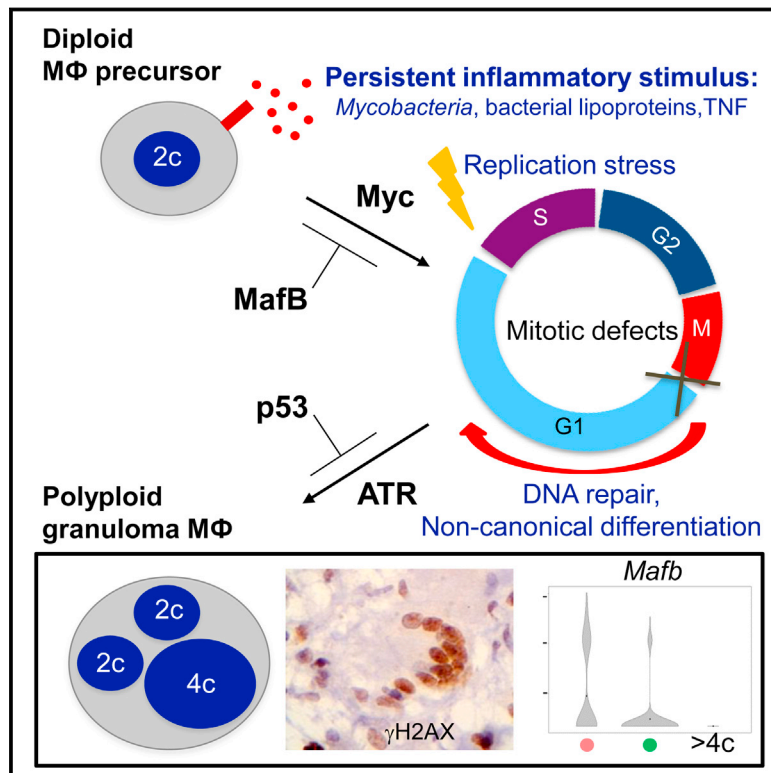 Diploid
MΦ precursor
2c
Persistent inflammatory stimulus:
Mycobacteria, bacterial lipoproteins,TNF
Replication stress
Myc
MafB
S
G2
M
G1
Mitotic defects
p53
ATR
DNA repair,
Non-canonical differentiation
Polyploid
granuloma MΦ
2c
2c
4c
γH2AX
Mafb
>4c